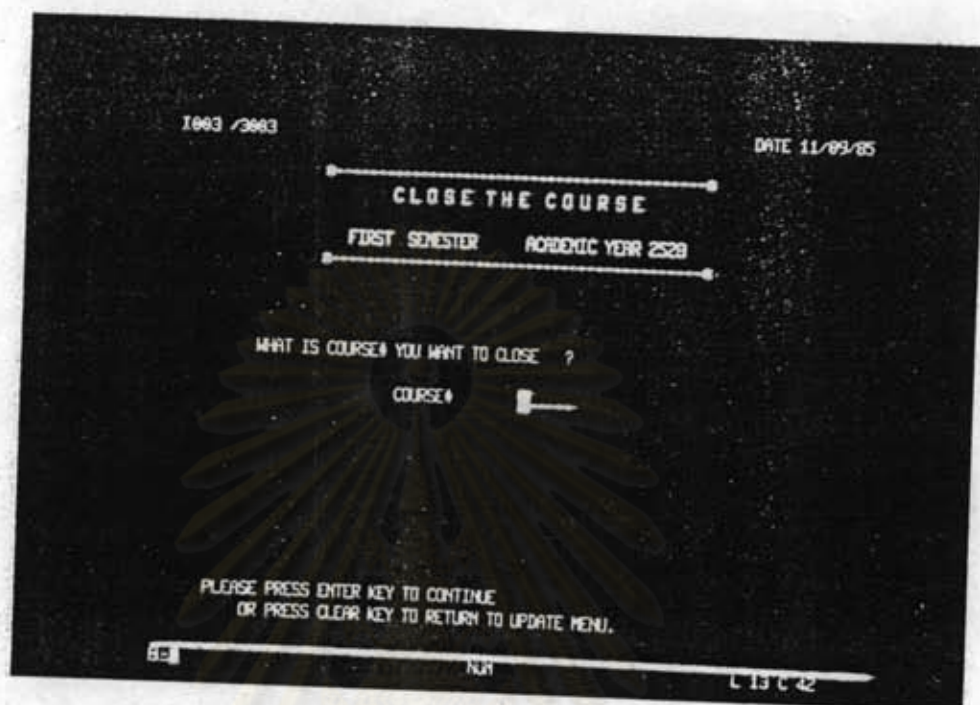 I003 /3003
DATE 11/09/85
CLOSE THE COURSE
FIRST SEMESTER ACADEMIC YEAR 2528
WHAT IS COURSE# YOU WANT TO CLOSE ?
COURSE#
PLEASE PRESS ENTER KEY TO CONTINUE
OR PRESS CLEAR KEY TO RETURN TO UPDATE MENU.
NUM
L 13 C 42